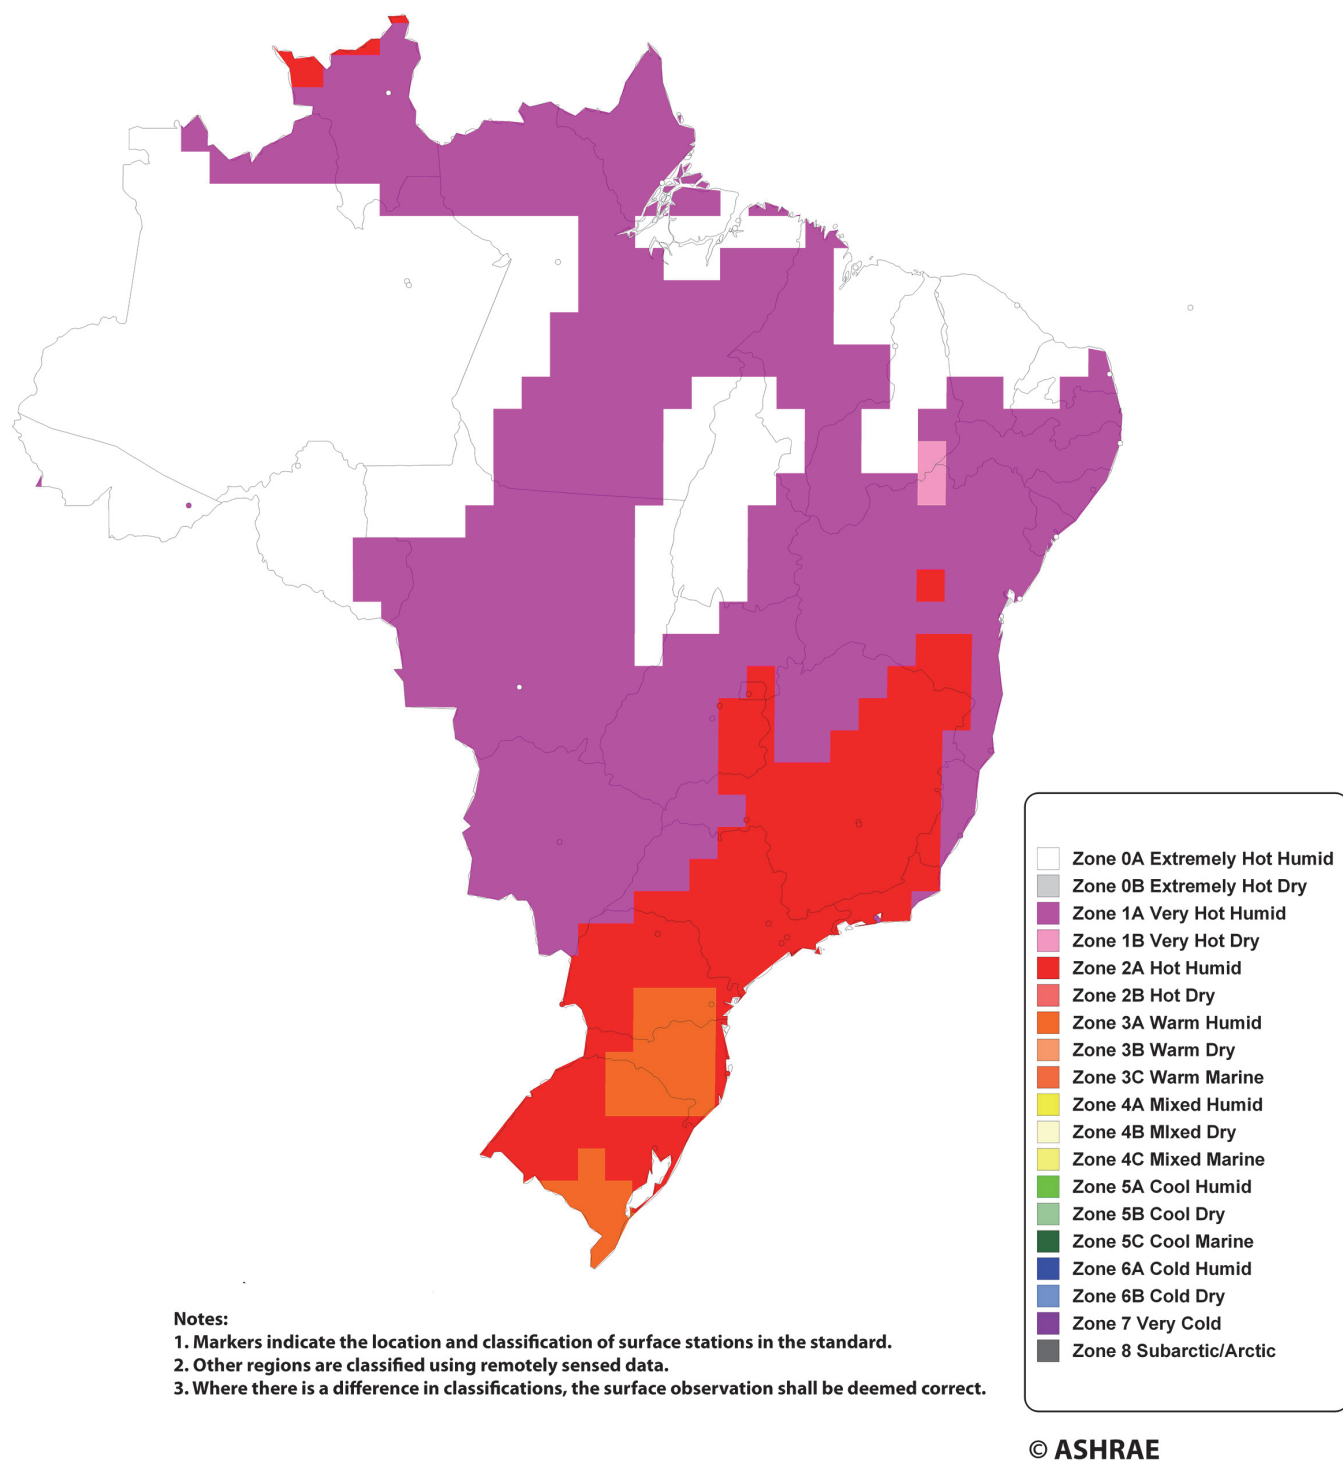 Zone 0A Extremely Hot Humid
Zone 0B Extremely Hot Dry
Zone 1A Very Hot Humid
Zone 1B Very Hot Dry
Zone 2A Hot Humid
Zone 2B Hot Dry
Zone 3A Warm Humid
Zone 3B Warm Dry
Zone 3C Warm Marine
Zone 4A Mixed Humid
Zone 4B MIxed Dry
Zone 4C Mixed Marine
Zone 5A Cool Humid
Zone 5B Cool Dry
Zone 5C Cool Marine
Zone 6A Cold Humid
Zone 6B Cold Dry
Zone 7 Very Cold
Zone 8 Subarctic/Arctic
Notes:
1. Markers indicate the location and classification of surface stations in the standard.
2. Other regions are classified using remotely sensed data.
3. Where there is a difference in classifications, the surface observation shall be deemed correct.
© ASHRAE